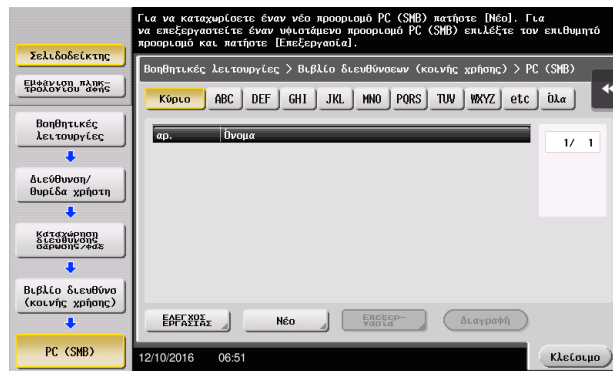 Για να καταχωρίσετε έναν νέο προορισμό PC (SMB) πατήστε [Νέο]. Για
να επεξεργαστείτε έναν υφιστάμενο προορισμό PC (SMB) επιλέξτε τον επιθυμητό
προορισμό και πατήστε [Επεξεργασία].
Σελιδοδείκτης
Εμφάνιση πληκ-
τρολογίου αφής
Βοηθητικές
λειτουργίες
Διεύθυνση/
Θυρίδα χρήστη
Καταχώρηση
διεύθυνσης
σάρωσης/φαξ
Βιβλίο διευθύνσ
(κοινής χρήσης)
PC (SMB)
Βοηθητικές λειτουργίες > Βιβλίο διευθύνσεων (κοινής χρήσης) > PC (SMB)
Κύριο ABC DEF GHI JKL MNO PQRS TUV WXYZ etc Όλα
αρ. Όνομα
1/ 1
ΕΛΕΓΧΟΣ
ΕΡΓΑΣΙΑΣ
Νέο
Επεξερ-
γασία
Διαγραφή
12/10/2016 06:51
Κλείσιμο